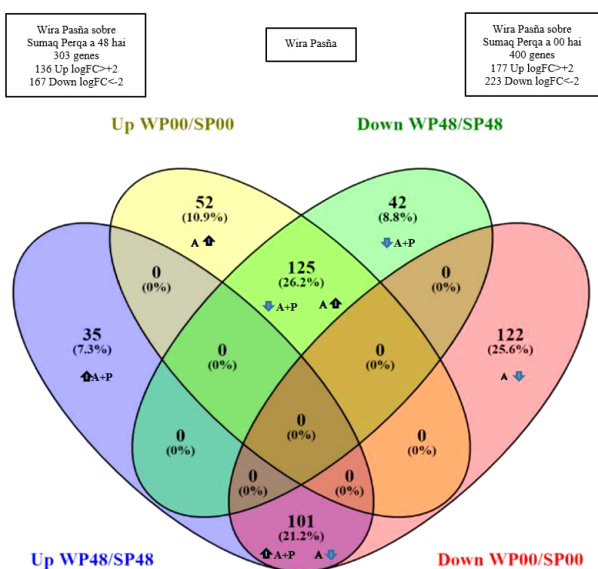 Wira Pasña sobre
Sumaq Perqa a 48 hai
303 genes
136 Up logFC>+2
167 Down logFC<-2
Wira Pasña
Wira Pasña sobre
Sumaq Perqa a 00 hai
400 genes
177 Up logFC>+2
223 Down logFC<-2
Up WP00/SP00
Down WP48/SP48
52
(10.9%)
A
42
(8.8%)
A+P
0
(0%)
125
(26.2%)
A+P A
0
(0%)
35
(7.3%)
A+P
122
(25.6%)
A
0
(0%)
0
(0%)
0
(0%)
0
(0%)
0
(0%)
0
(0%)
0
(0%)
101
(21.2%)
A+P A
Up WP48/SP48
Down WP00/SP00